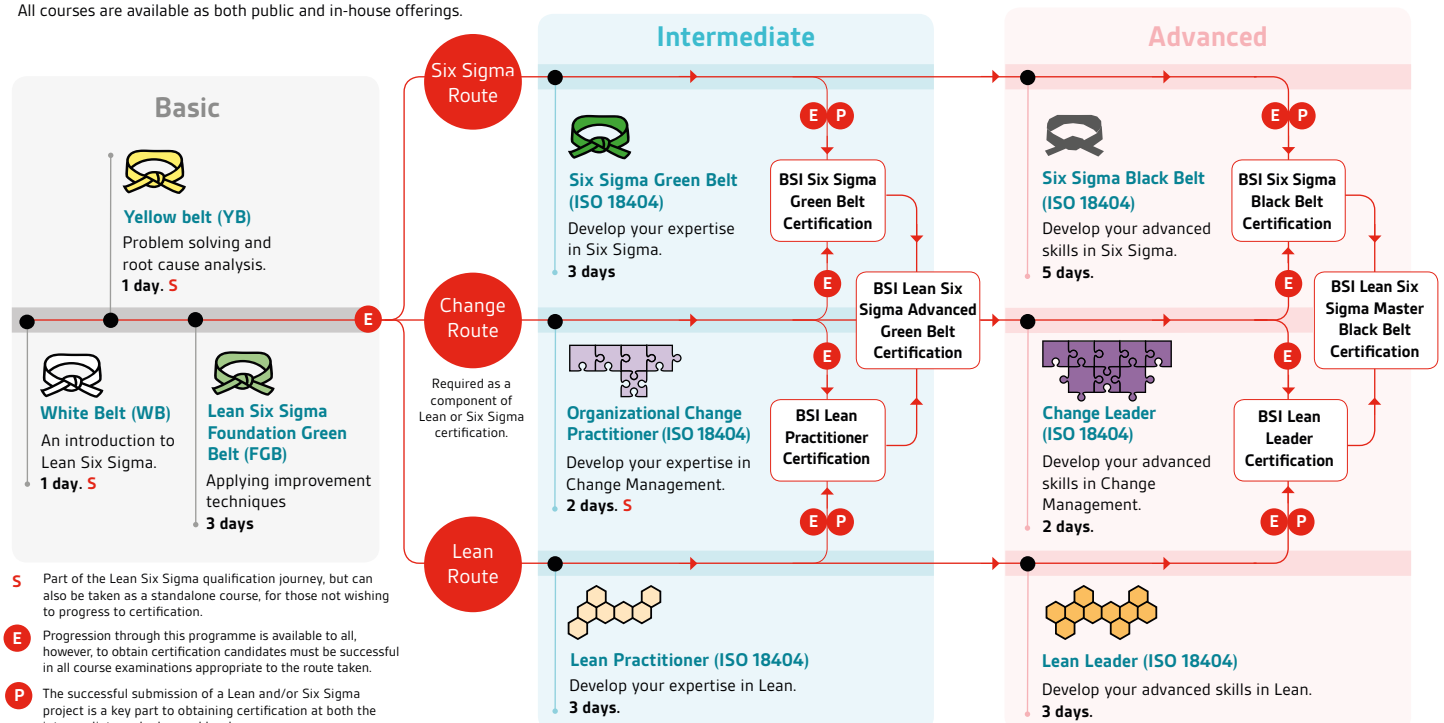 All courses are available as both public and in-house offerings.
Basic
Yellow belt (YB)
Problem solving and
root cause analysis.
1 day. S
E
White Belt (WB)
An introduction to
Lean Six Sigma.
1 day. S
Lean Six Sigma
Foundation Green
Belt (FGB)
Applying improvement
techniques
3 days
S Part of the Lean Six Sigma qualification journey, but can
also be taken as a standalone course, for those not wishing
to progress to certification.
E Progression through this programme is available to all,
however, to obtain certification candidates must be successful
in all course examinations appropriate to the route taken.
P The successful submission of a Lean and/or Six Sigma
project is a key part to obtaining certification at both the
Six Sigma
Route
Change
Route
Required as a
component of
Lean or Six Sigma
certification.
Lean
Route
Intermediate
Six Sigma Green Belt
(ISO 18404)
Develop your expertise
in Six Sigma.
3 days
E P
BSI Six Sigma
Green Belt
Certification
E
BSI Lean Six
Sigma Advanced
Green Belt
Certification
Organizational Change
Practitioner (ISO 18404)
Develop your expertise in
Change Management.
2 days. S
E
BSI Lean
Practitioner
Certification
E P
Lean Practitioner (ISO 18404)
Develop your expertise in Lean.
3 days.
Advanced
Six Sigma Black Belt
(ISO 18404)
Develop your advanced
skills in Six Sigma.
5 days.
E P
BSI Six Sigma
Black Belt
Certification
E
BSI Lean Six
Sigma Master
Black Belt
Certification
Change Leader
(ISO 18404)
Develop your advanced
skills in Change
Management.
2 days.
E
BSI Lean
Leader
Certification
E P
Lean Leader (ISO 18404)
Develop your advanced skills in Lean.
3 days.